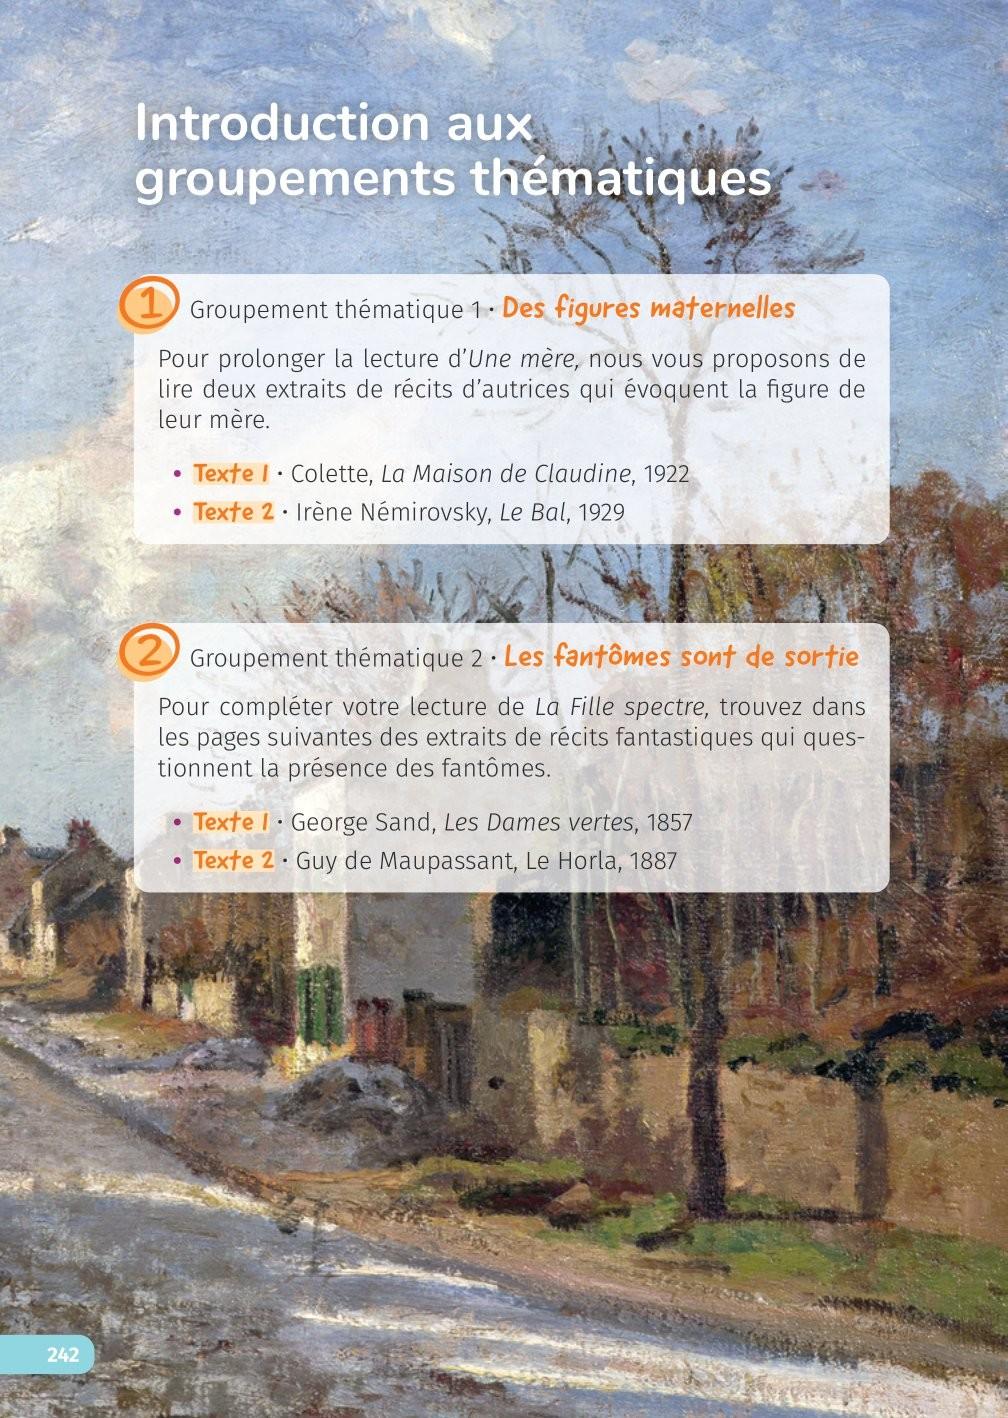 Introduction aux
groupements thématiques
1 Groupement thématique 1 • Des figures maternelles
Pour prolonger la lecture d’Une mère, nous vous proposons de
lire deux extraits de récits d’autrices qui évoquent la figure de
leur mère.
• Texte 1 • Colette, La Maison de Claudine, 1922
• Texte 2 • Irène Némirovsky, Le Bal, 1929
2 Groupement thématique 2 • Les fantômes sont de sortie
Pour compléter votre lecture de La Fille spectre, trouvez dans
les pages suivantes des extraits de récits fantastiques qui ques-
tionnent la présence des fantômes.
• Texte 1 • George Sand, Les Dames vertes, 1857
• Texte 2 • Guy de Maupassant, Le Horla, 1887
242